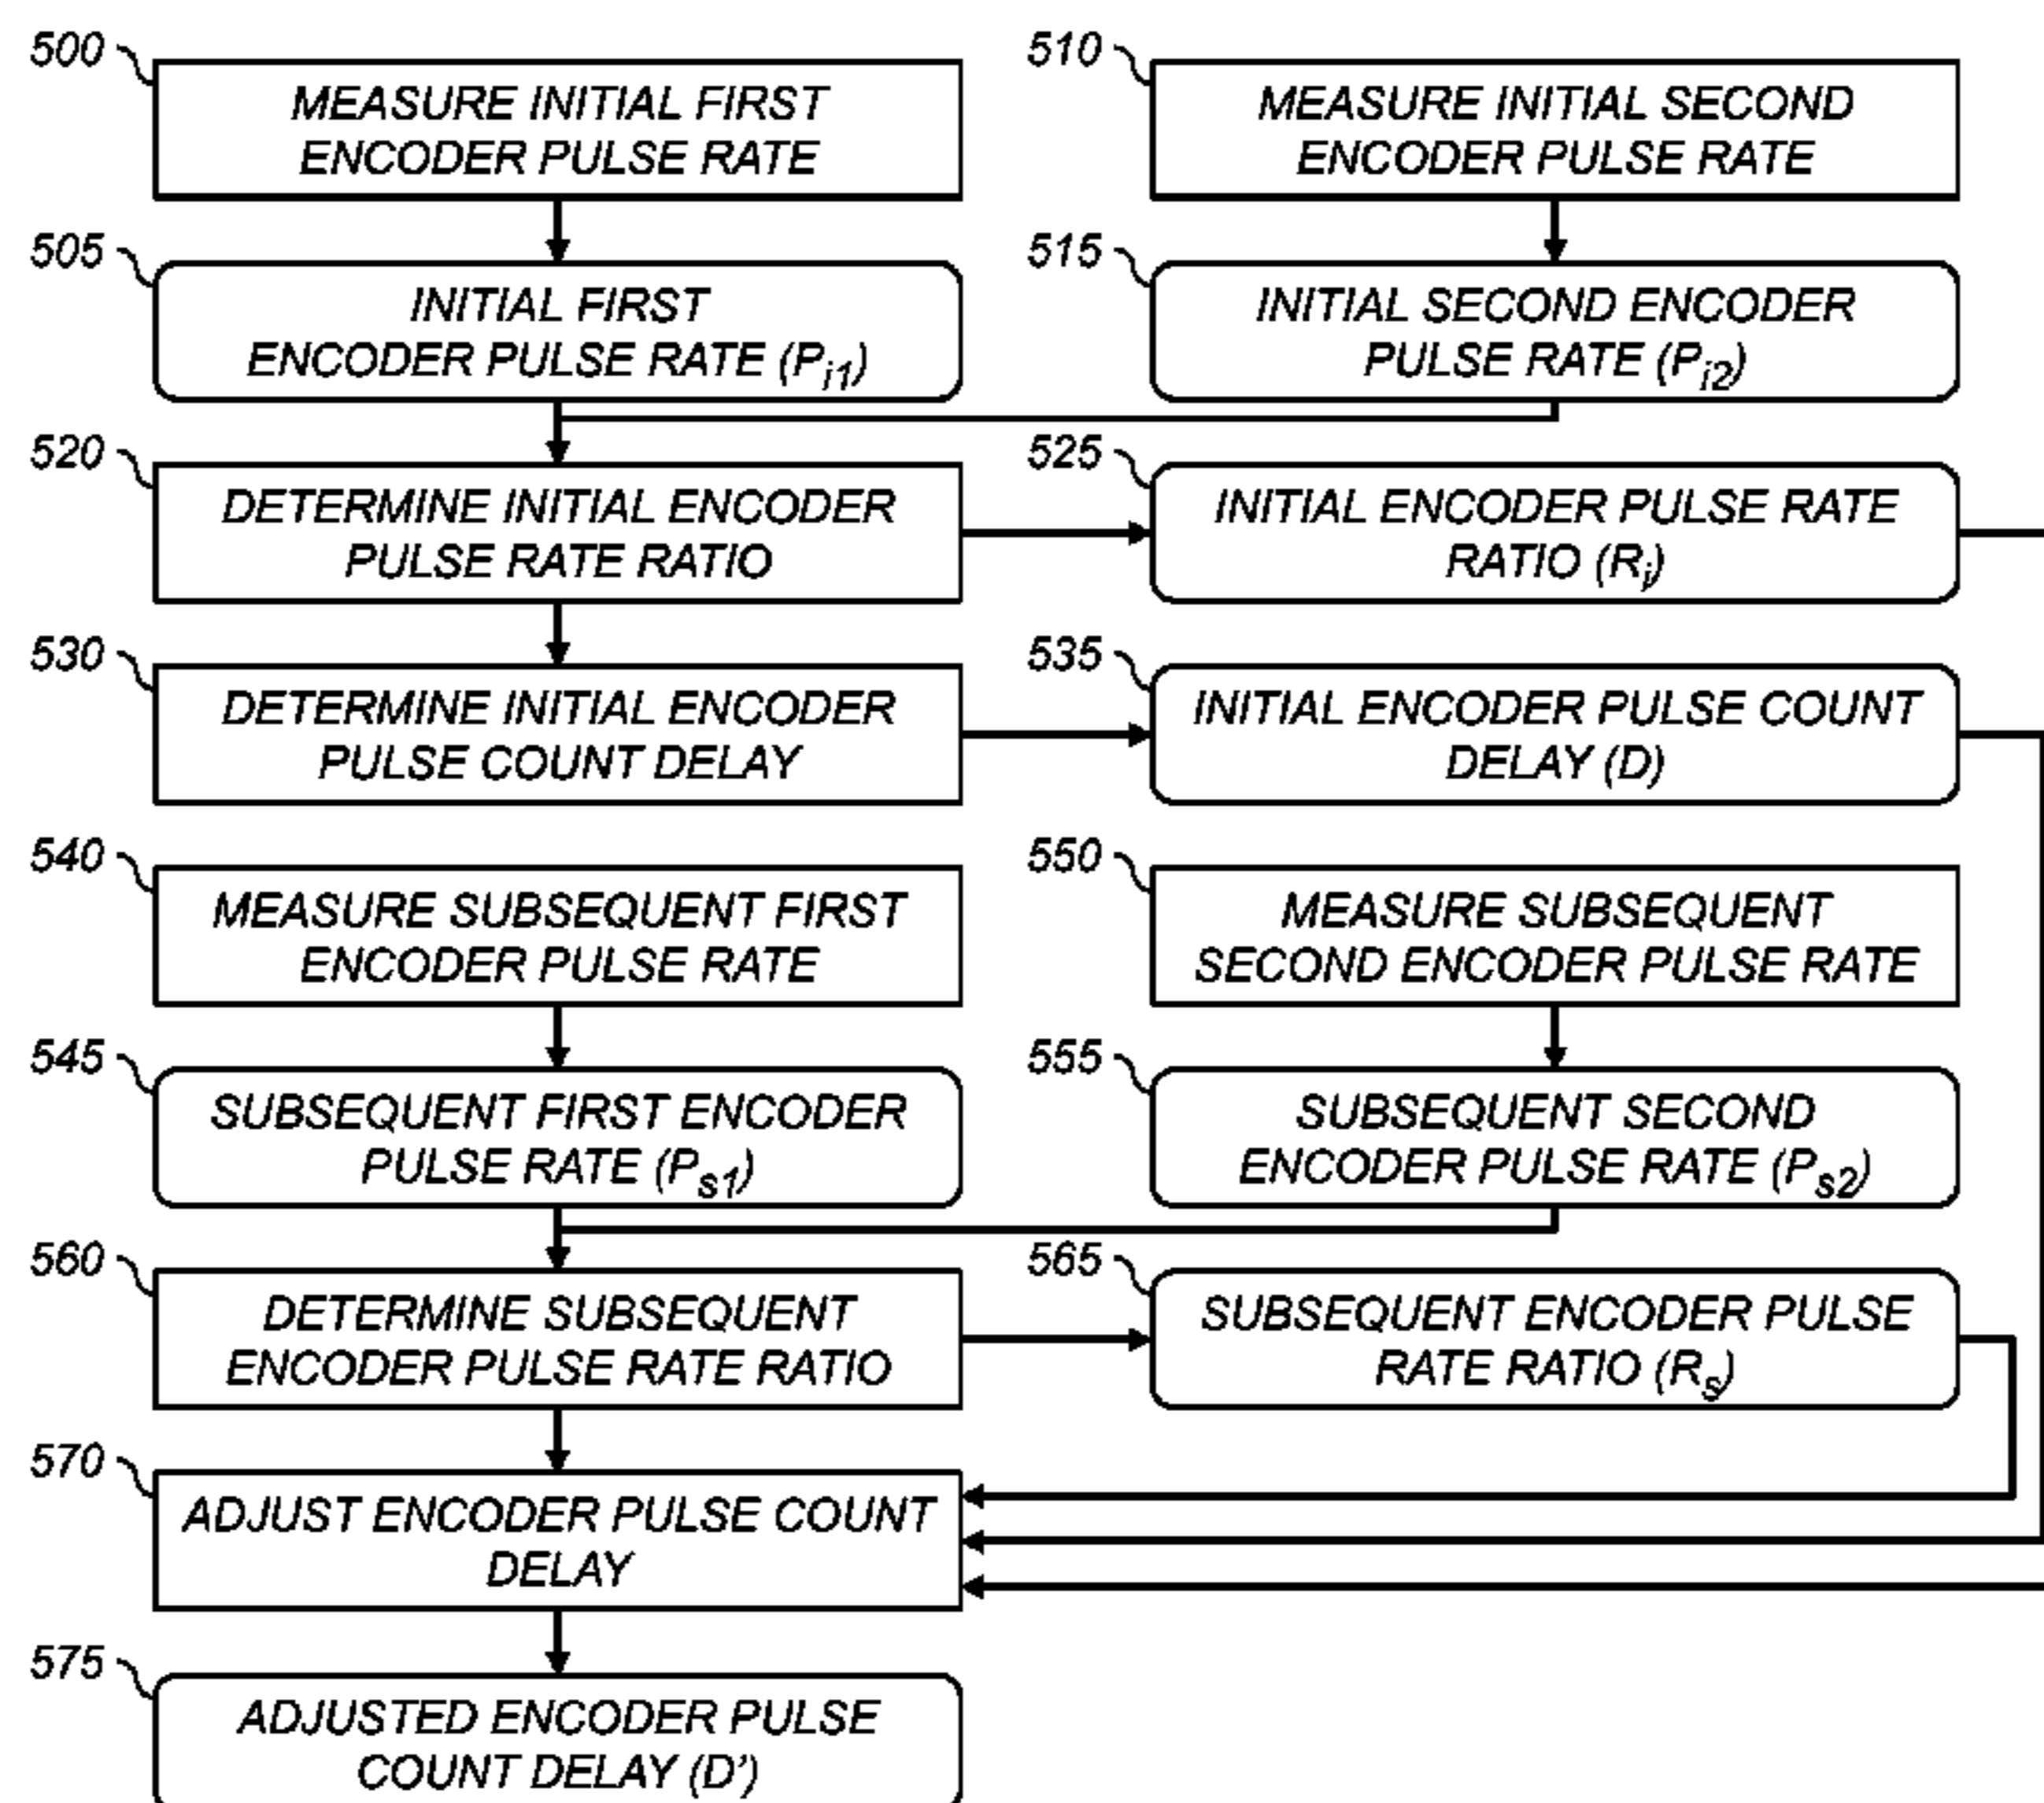 500
MEASURE INITIAL FIRST
ENCODER PULSE RATE
510
MEASURE INITIAL SECOND
ENCODER PULSE RATE
505
INITIAL FIRST
ENCODER PULSE RATE (Pi1)
515
INITIAL SECOND ENCODER
PULSE RATE (Pi2)
520
DETERMINE INITIAL ENCODER
PULSE RATE RATIO
525
INITIAL ENCODER PULSE RATE
RATIO (Ri)
530
DETERMINE INITIAL ENCODER
PULSE COUNT DELAY
535
INITIAL ENCODER PULSE COUNT
DELAY (D)
540
MEASURE SUBSEQUENT FIRST
ENCODER PULSE RATE
550
MEASURE SUBSEQUENT
SECOND ENCODER PULSE RATE
545
SUBSEQUENT FIRST ENCODER
PULSE RATE (Ps1)
555
SUBSEQUENT SECOND
ENCODER PULSE RATE (Ps2)
560
DETERMINE SUBSEQUENT
ENCODER PULSE RATE RATIO
565
SUBSEQUENT ENCODER PULSE
RATE RATIO (Rs)
570
ADJUST ENCODER PULSE COUNT
DELAY
575
ADJUSTED ENCODER PULSE
COUNT DELAY (D’)